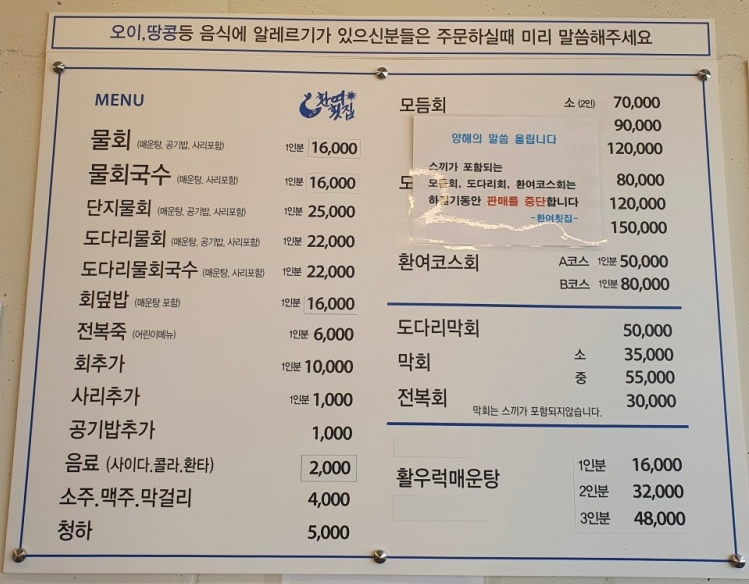 오이,땅콩등 음식에 알레르기가 있으신분들은 주문하실때 미리 말씀해주세요
MENU
환여횟집
물회 (매운탕, 공기밥, 사리포함) 1인분 16,000
물회국수 (매운탕, 사리포함) 1인분 16,000
단지물회 (매운탕, 공기밥, 사리포함) 1인분 25,000
도다리물회 (매운탕, 공기밥, 사리포함) 1인분 22,000
도다리물회국수 (매운탕, 사리포함) 1인분 22,000
회덮밥 (매운탕 포함) 1인분 16,000
전복죽 (어린이메뉴) 1인분 6,000
회추가 1인분 10,000
사리추가 1인분 1,000
공기밥추가 1,000
음료 (사이다.콜라.환타) 2,000
소주.맥주.막걸리 4,000
청하 5,000
모듬회 소 (2인) 70,000
90,000
120,000
양해의 말씀 올립니다
스끼가 포함되는
모듬회, 도다리회, 환여코스회는
하절기동안 판매를 중단합니다
-환여횟집-
도 80,000
120,000
150,000
환여코스회 A코스 1인분 50,000
B코스 1인분 80,000
도다리막회 50,000
막회 소 35,000
중 55,000
전복회 30,000
막회는 스끼가 포함되지않습니다.
활우럭매운탕 1인분 16,000
2인분 32,000
3인분 48,000